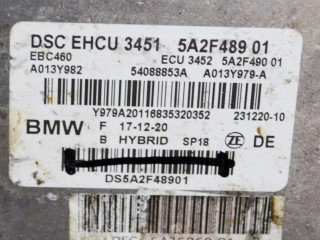 DSC EHCU 3451 5A2F489 01
EBC460 ECU 3452 5A2F490 01
A013Y982 54088853A A013Y979-A
Y979A20116835320352 231220-10
BMW F 17-12-20 ZF DE
B HYBRID SP18
DS5A2F48901